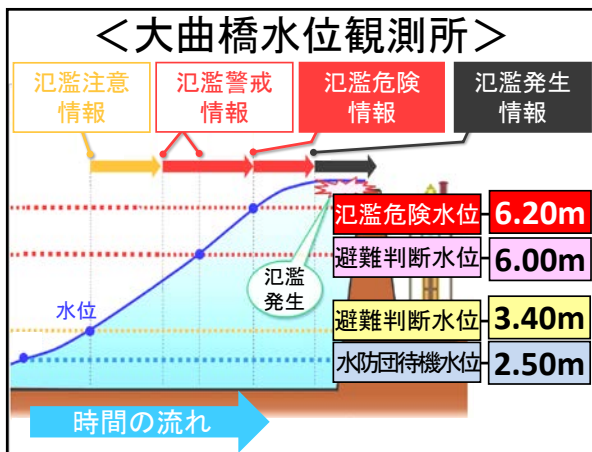 ＜大曲橋水位観測所＞
氾濫注意
情報
氾濫警戒
情報
氾濫危険
情報
氾濫発生
情報
氾濫危険水位
6.20m
避難判断水位
6.00m
氾濫
発生
水位
避難判断水位
3.40m
水防団待機水位
2.50m
時間の流れ